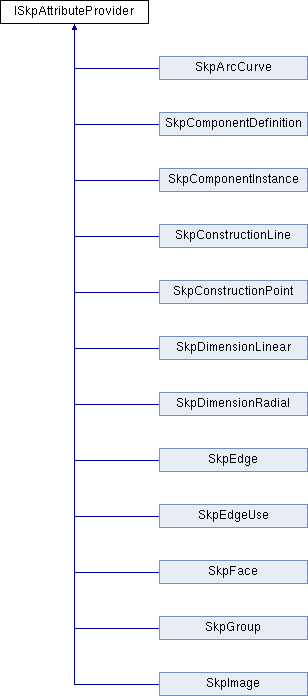 ISkpAttributeProvider
SkpArcCurve
SkpComponentDefinition
SkpComponentInstance
SkpConstructionLine
SkpConstructionPoint
SkpDimensionLinear
SkpDimensionRadial
SkpEdge
SkpEdgeUse
SkpFace
SkpGroup
SkpImage